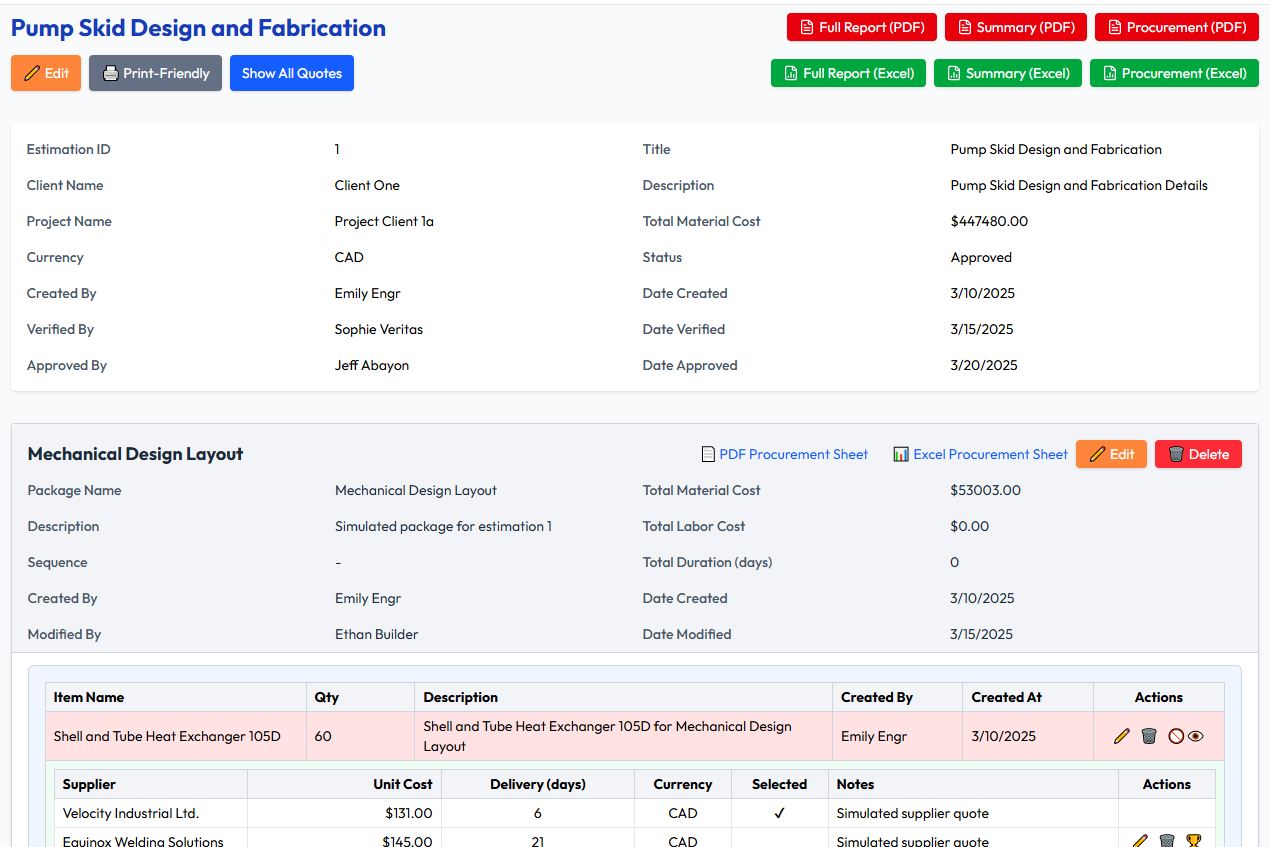 Pump Skid Design and Fabrication
Full Report (PDF) Summary (PDF) Procurement (PDF)
Edit Print-Friendly Show All Quotes
Full Report (Excel) Summary (Excel) Procurement (Excel)
Estimation ID 1 Title Pump Skid Design and Fabrication
Client Name Client One Description Pump Skid Design and Fabrication Details
Project Name Project Client 1a Total Material Cost $447480.00
Currency CAD Status Approved
Created By Emily Engr Date Created 3/10/2025
Verified By Sophie Veritas Date Verified 3/15/2025
Approved By Jeff Abayon Date Approved 3/20/2025
Mechanical Design Layout PDF Procurement Sheet Excel Procurement Sheet Edit Delete
Package Name Mechanical Design Layout Total Material Cost $53003.00
Description Simulated package for estimation 1 Total Labor Cost $0.00
Sequence - Total Duration (days) 0
Created By Emily Engr Date Created 3/10/2025
Modified By Ethan Builder Date Modified 3/15/2025
Item Name Qty Description Created By Created At Actions
Shell and Tube Heat Exchanger 105D 60 Shell and Tube Heat Exchanger 105D for Mechanical Design Layout Emily Engr 3/10/2025
Supplier Unit Cost Delivery (days) Currency Selected Notes Actions
Velocity Industrial Ltd. $131.00 6 CAD ✓ Simulated supplier quote
Equinox Welding Solutions $145.00 21 CAD Simulated supplier quote